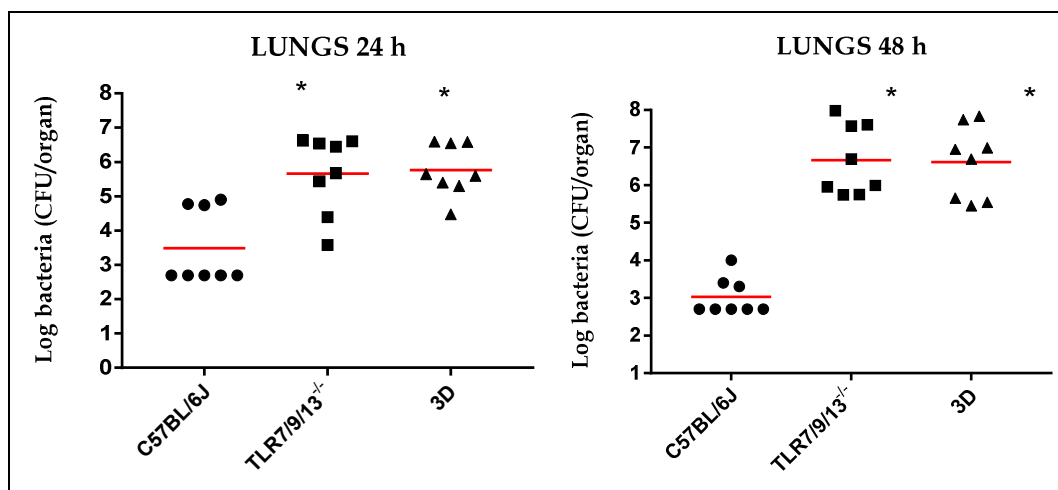 LUNGS 24 h
* *
Log bacteria (CFU/organ)
8
7
6
5
4
3
2
1
0
C57BL/6J
TLR7/9/13-/-
3D
LUNGS 48 h
* *
Log bacteria (CFU/organ)
8
7
6
5
4
3
2
1
C57BL/6J
TLR7/9/13-/-
3D